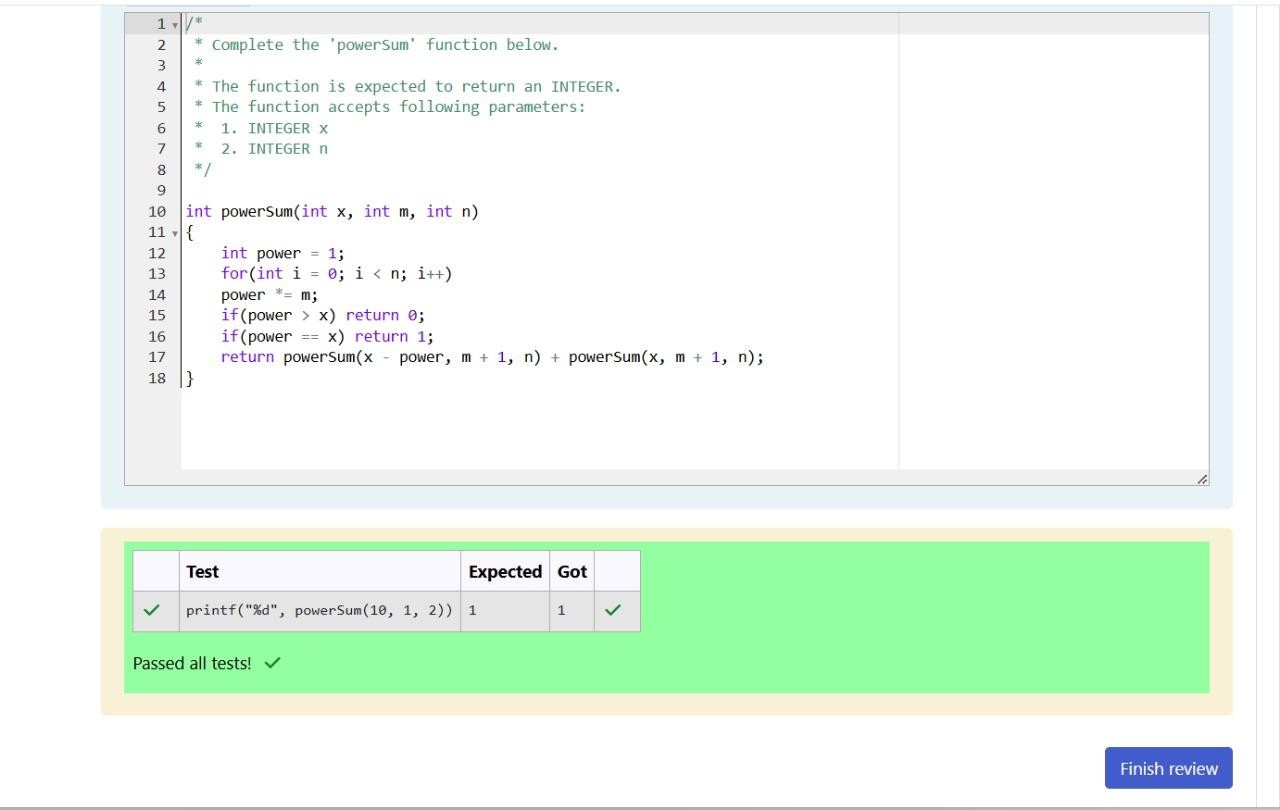 1 /*
2 * Complete the 'powerSum' function below.
3 *
4 * The function is expected to return an INTEGER.
5 * The function accepts following parameters:
6 * 1. INTEGER x
7 * 2. INTEGER n
8 */
9
10 int powerSum(int x, int m, int n)
11 {
12 int power = 1;
13 for(int i = 0; i < n; i++)
14 power *= m;
15 if(power > x) return 0;
16 if(power == x) return 1;
17 return powerSum(x - power, m + 1, n) + powerSum(x, m + 1, n);
18 }
Test Expected Got
printf("%d", powerSum(10, 1, 2)) 1 1
Passed all tests!
Finish review